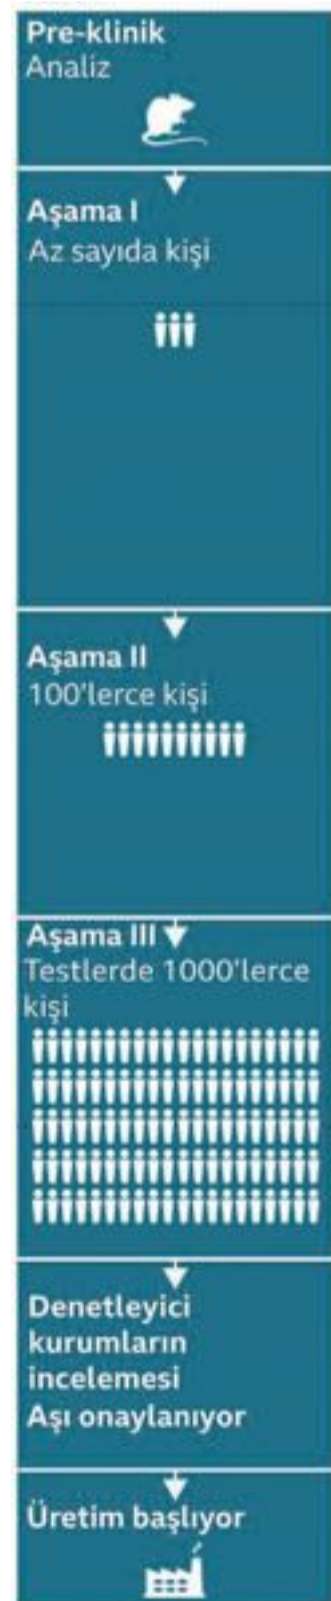 Pre-klinik
Analiz
Aşama I
Az sayıda kişi
Aşama II
100'lerce kişi
Aşama III
Testlerde 1000'lerce
kişi
Denetleyici
kurumların
incelemesi
Aşı onaylanıyor
Üretim başlıyor